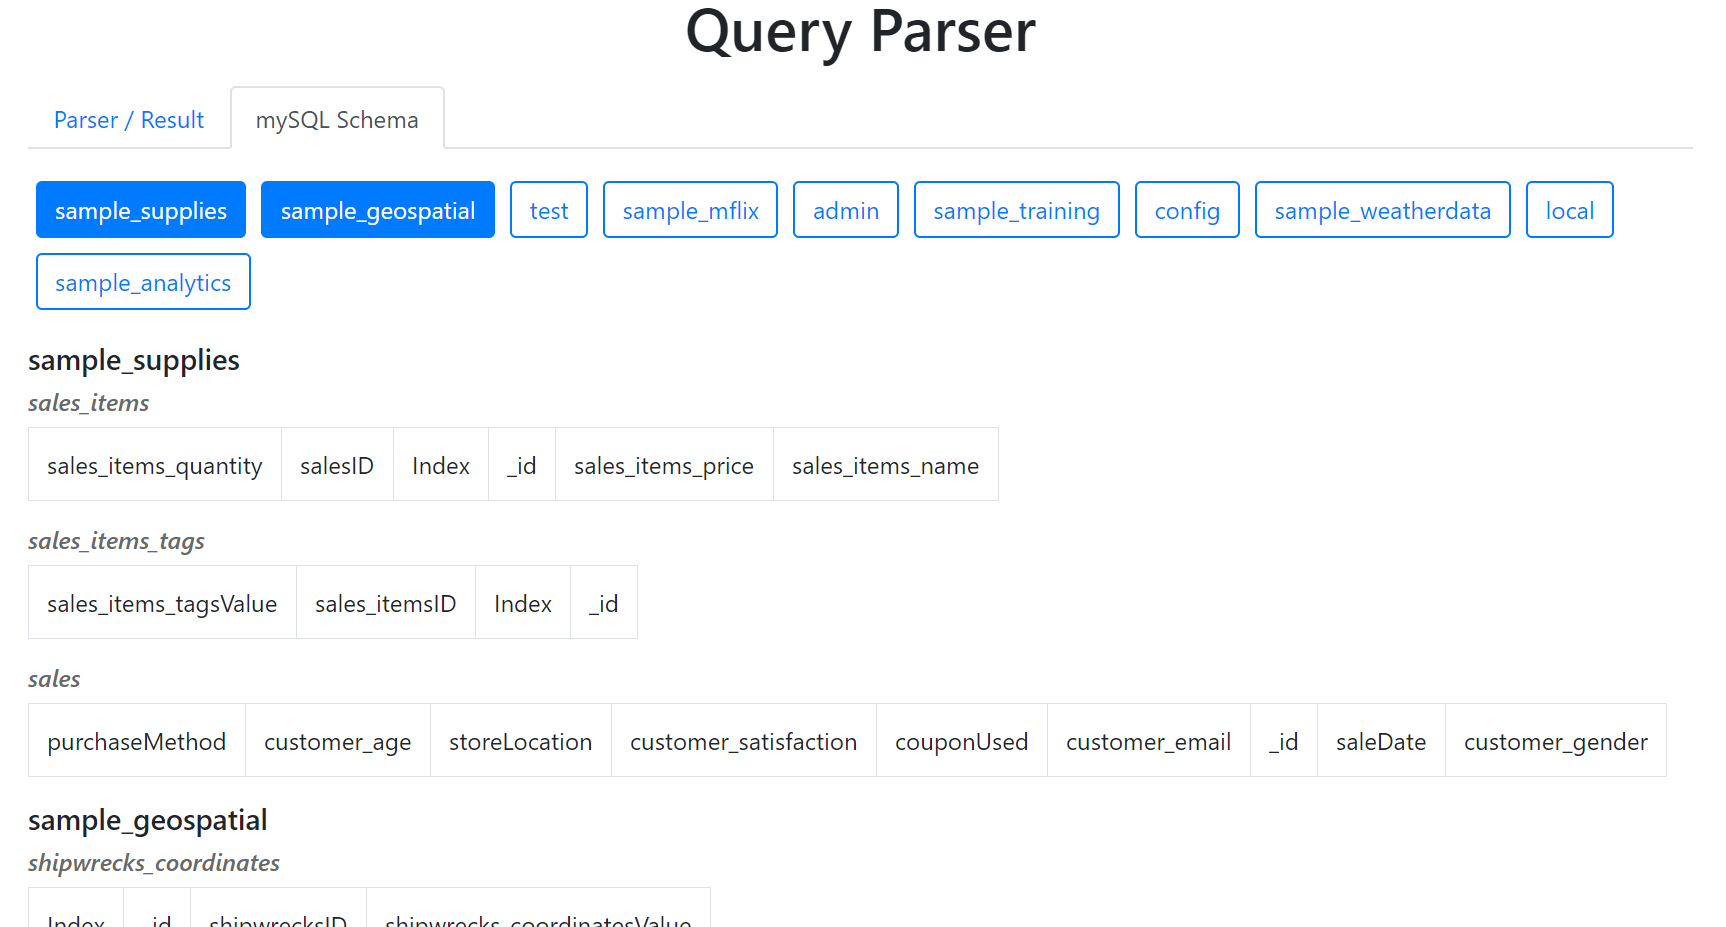 Query Parser
Parser / Result mySQL Schema
sample_supplies sample_geospatial test sample_mflix admin sample_training config sample_weatherdata local
sample_analytics
sample_supplies
sales_items
sales_items_quantity salesID Index _id sales_items_price sales_items_name
sales_items_tags
sales_items_tagsValue sales_itemsID Index _id
sales
purchaseMethod customer_age storeLocation customer_satisfaction couponUsed customer_email _id saleDate customer_gender
sample_geospatial
shipwrecks_coordinates
Index _id shipwrecksID shipwrecks_coordinatesValue